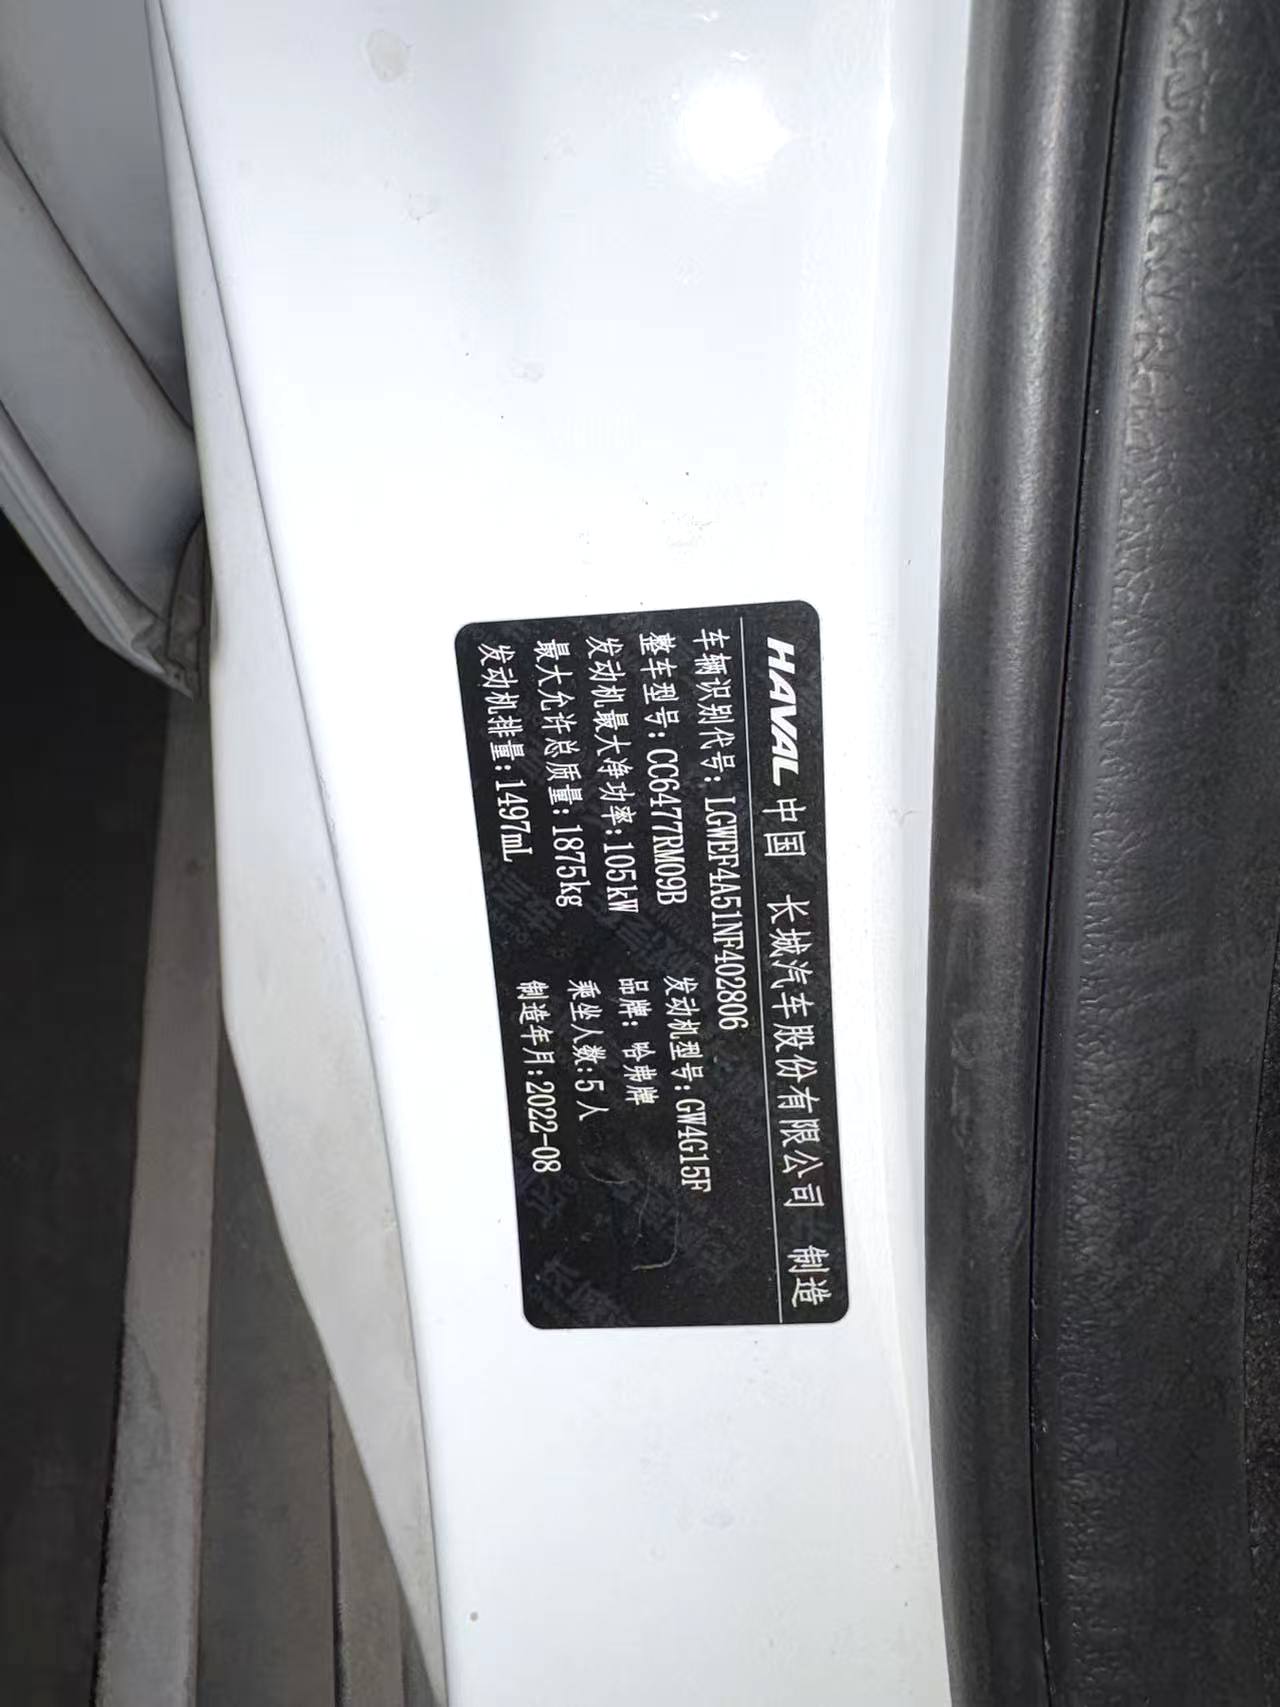 HAVAL 中国 长城汽车股份有限公司 制造
车辆识别代号:LGWEF4A51NF402806
整车型号:CC6477RM09B 发动机型号:GW4G15F
发动机最大净功率:105kW 品牌:哈弗牌
最大允许总质量:1875kg 乘坐人数:5人
发动机排量:1497mL 制造年月:2022-08